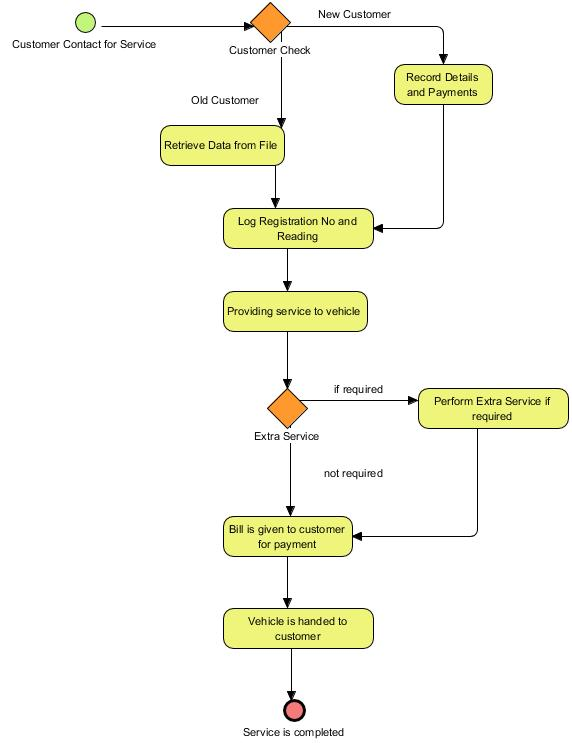 New Customer
Customer Contact for Service
Customer Check
Record Details
and Payments
Old Customer
Retrieve Data from File
Log Registration No and
Reading
Providing service to vehicle
if required
Perform Extra Service if
required
Extra Service
not required
Bill is given to customer
for payment
Vehicle is handed to
customer
Service is completed